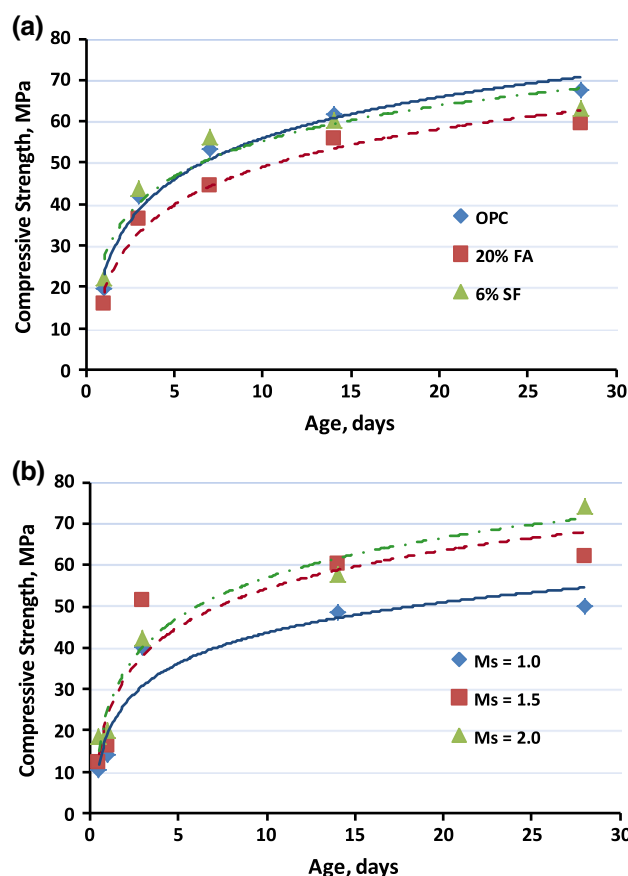 (a)
80
70
60
50
40
30
20
10
0
Compressive Strength, MPa
OPC
20% FA
6% SF
0 5 10 15 20 25 30
Age, days
(b)
80
70
60
50
40
30
20
10
0
Compressive Strength, MPa
Ms = 1.0
Ms = 1.5
Ms = 2.0
0 5 10 15 20 25 30
Age, days